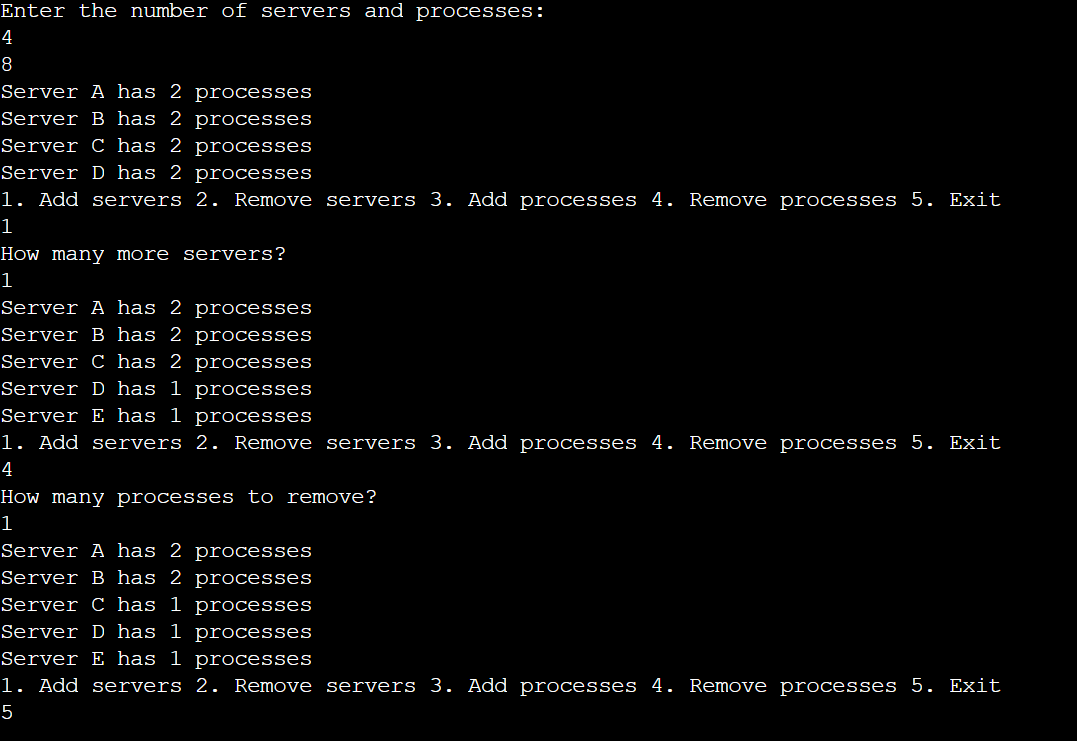 Enter the number of servers and processes:
4
8
Server A has 2 processes
Server B has 2 processes
Server C has 2 processes
Server D has 2 processes
1. Add servers 2. Remove servers 3. Add processes 4. Remove processes 5. Exit
1
How many more servers?
1
Server A has 2 processes
Server B has 2 processes
Server C has 2 processes
Server D has 1 processes
Server E has 1 processes
1. Add servers 2. Remove servers 3. Add processes 4. Remove processes 5. Exit
4
How many processes to remove?
1
Server A has 2 processes
Server B has 2 processes
Server C has 1 processes
Server D has 1 processes
Server E has 1 processes
1. Add servers 2. Remove servers 3. Add processes 4. Remove processes 5. Exit
5